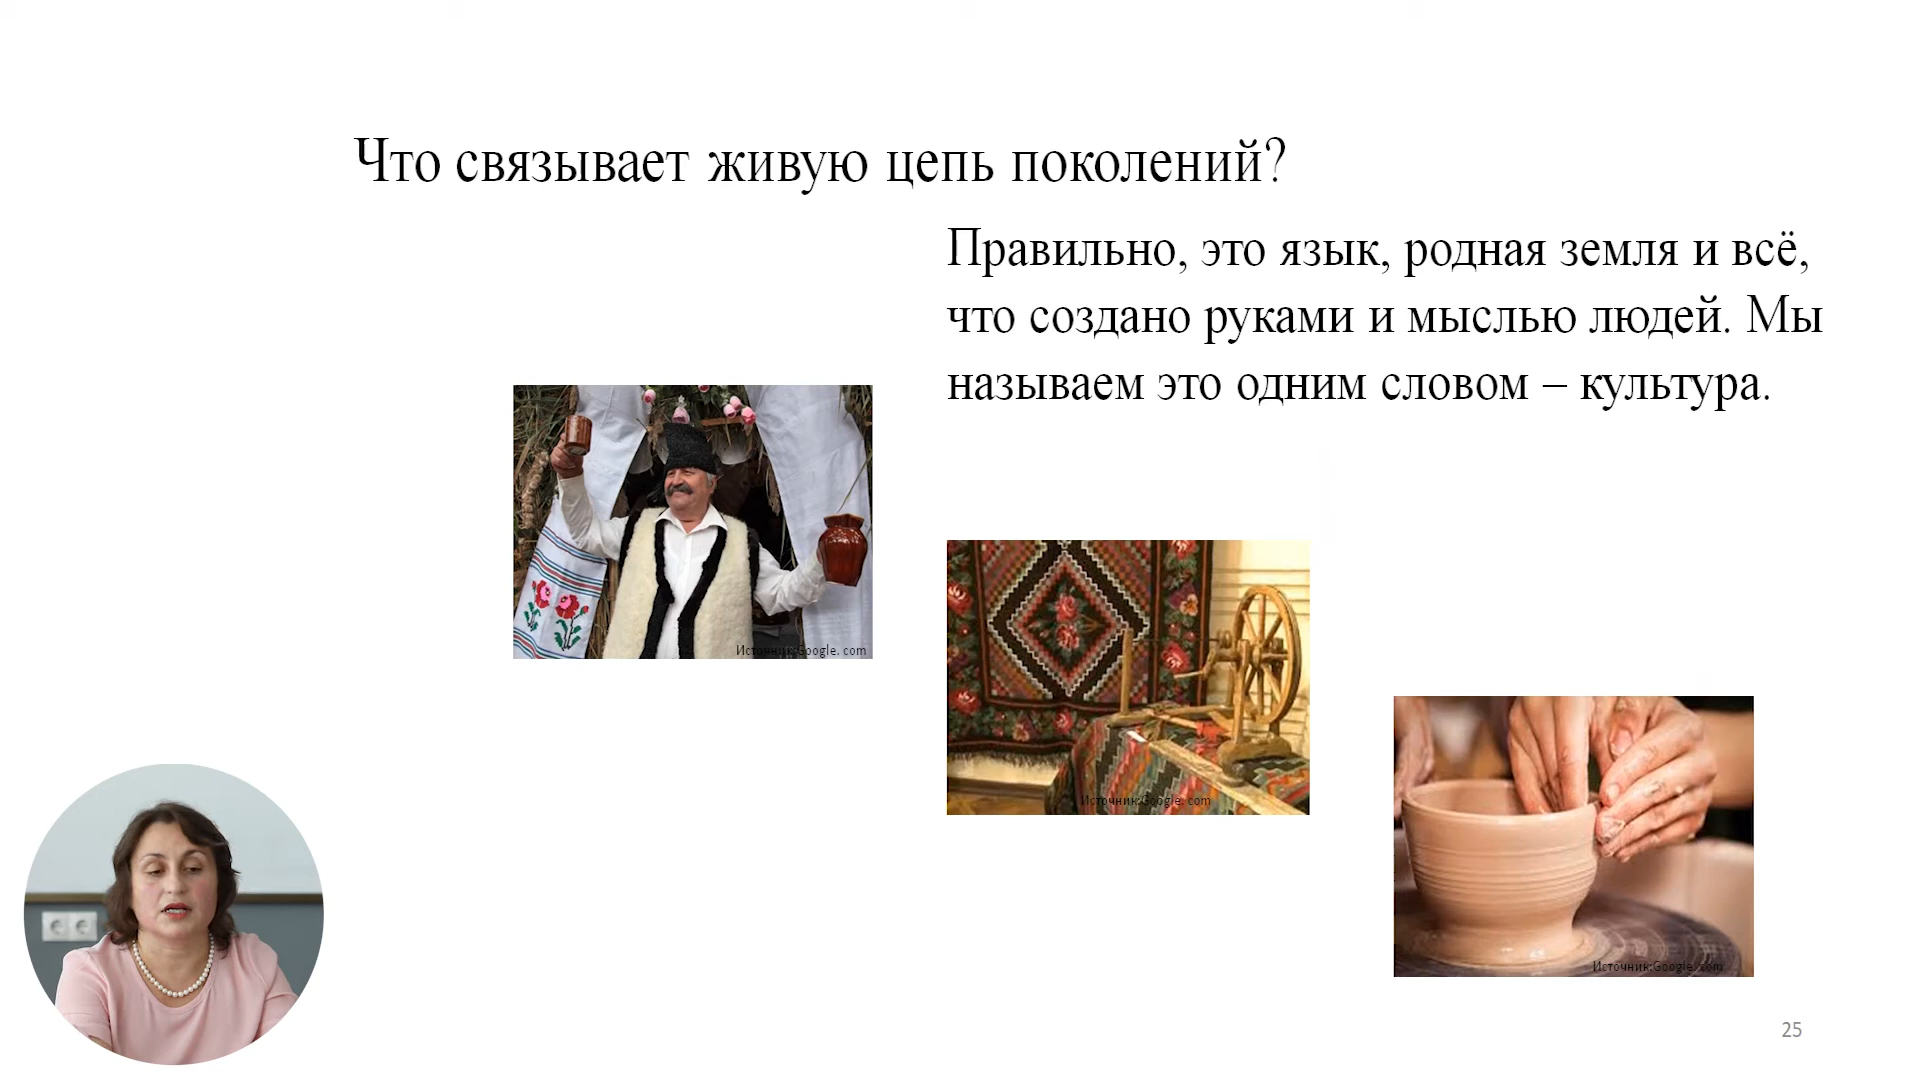 Что связывает живую цепь поколений?
Правильно, это язык, родная земля и всё,
что создано руками и мыслью людей. Мы
называем это одним словом – культура.
Источник:Google. com
Источник:Google. com
Источник:Google. com
25